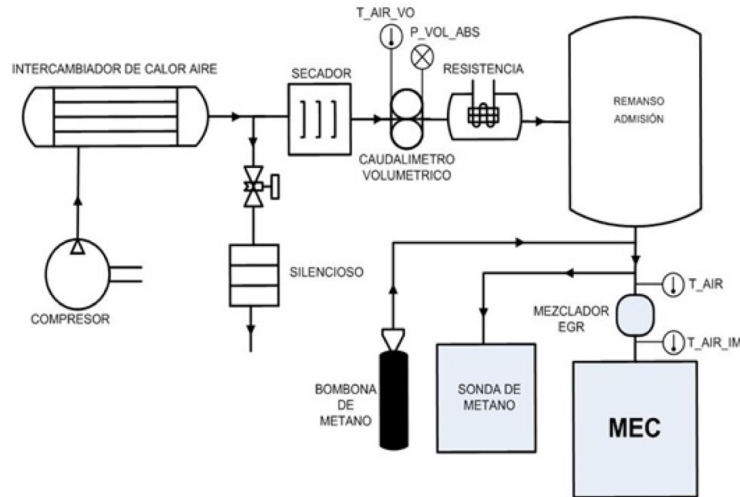 T_AIR_VO
P_VOL_ABS
INTERCAMBIADOR DE CALOR AIRE
SECADOR
RESISTENCIA
REMANSO
ADMISIÓN
CAUDALIMETRO
VOLUMETRICO
SILENCIOSO
COMPRESOR
T_AIR
MEZCLADOR
EGR
T_AIR_IM
BOMBONA
DE
METANO
SONDA DE
METANO
MEC